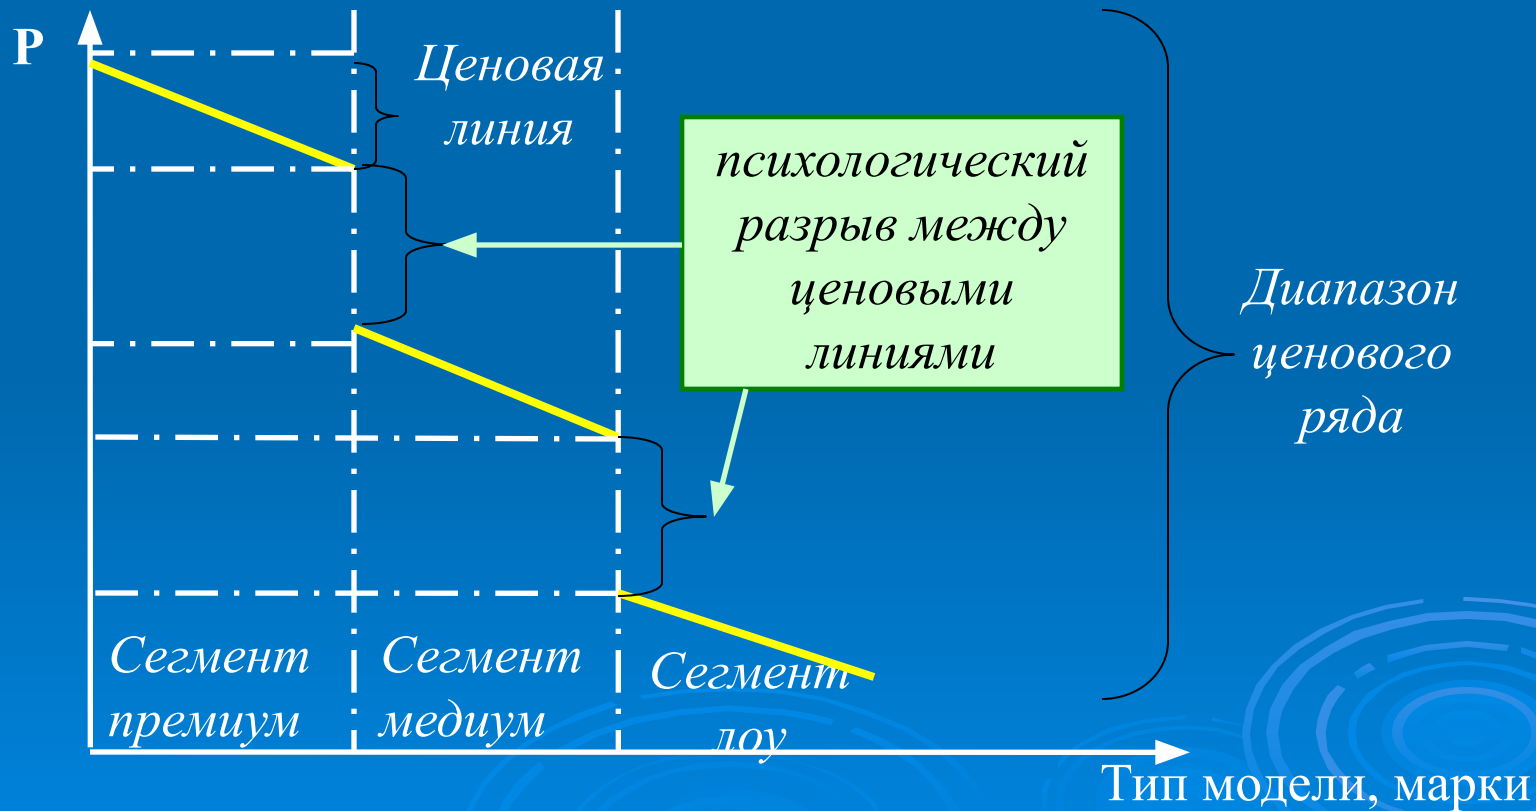 P
Ценовая
линия
психологический
разрыв между
ценовыми
линиями
Диапазон
ценового
ряда
Сегмент
премиум
Сегмент
медиум
Сегмент
лоу
Тип модели, марки